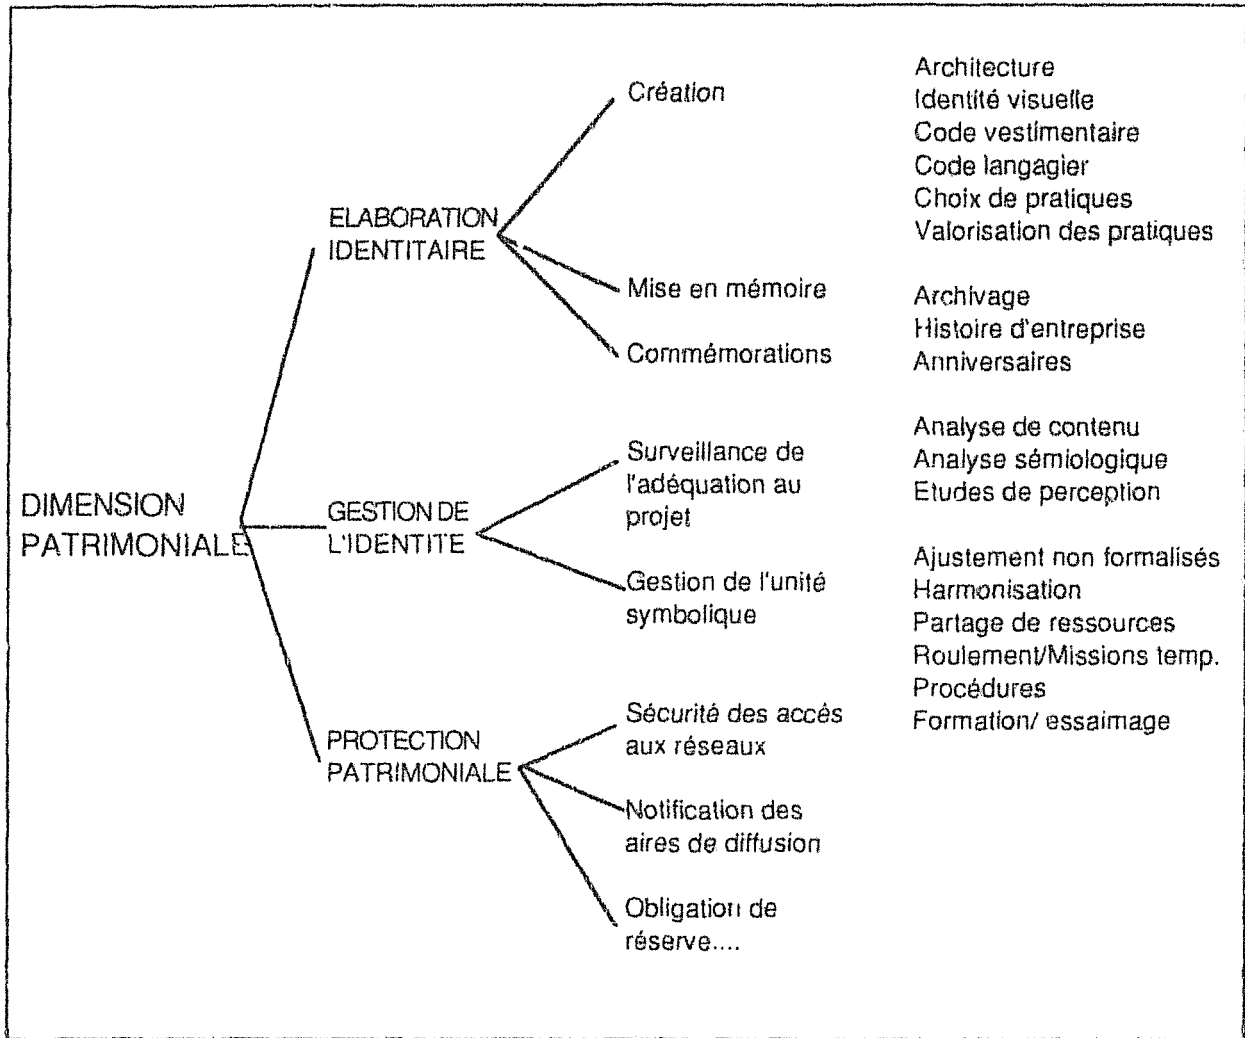 DIMENSION
PATRIMONIALE
ELABORATION
IDENTITAIRE
Création
Architecture
Identité visuelle
Code vestimentaire
Code langagier
Choix de pratiques
Valorisation des pratiques
Mise en mémoire
Archivage
Histoire d'entreprise
Commémorations
Anniversaires
GESTION DE
L'IDENTITE
Surveillance de
l'adéquation au
projet
Analyse de contenu
Analyse sémiologique
Etudes de perception
Gestion de l'unité
symbolique
Ajustement non formalisés
Harmonisation
Partage de ressources
Roulement/Missions temp.
Procédures
Formation/ essaimage
PROTECTION
PATRIMONIALE
Sécurité des accès
aux réseaux
Notification des
aires de diffusion
Obligation de
réserve....